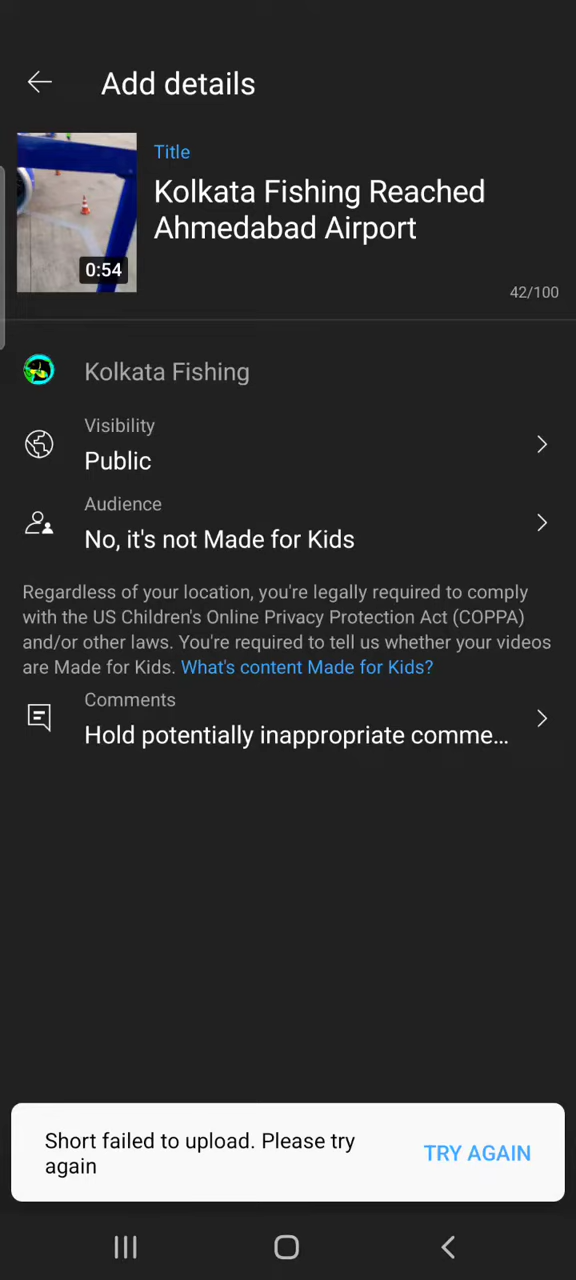 Add details
Title
Kolkata Fishing Reached
Ahmedabad Airport
0:54
42/100
Kolkata Fishing
Visibility
Public
Audience
No, it's not Made for Kids
Regardless of your location, you're legally required to comply
with the US Children's Online Privacy Protection Act (COPPA)
and/or other laws. You're required to tell us whether your videos
are Made for Kids. What's content Made for Kids?
Comments
Hold potentially inappropriate comme...
Short failed to upload. Please try
again
TRY AGAIN